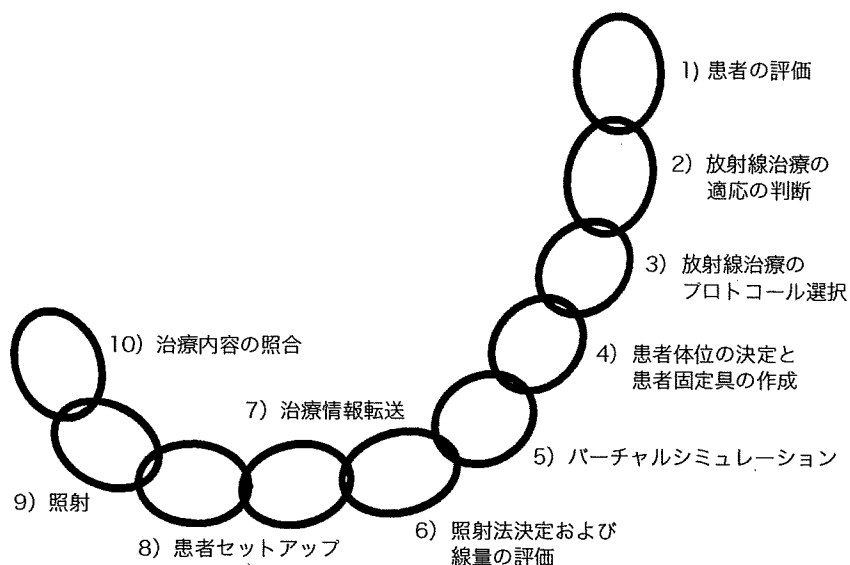 1) 患者の評価
2) 放射線治療の
適応の判断
3) 放射線治療の
プロトコール選択
4) 患者体位の決定と
患者固定具の作成
5) バーチャルシミュレーション
6) 照射法決定および
線量の評価
7) 治療情報転送
8) 患者セットアップ
9) 照射
10) 治療内容の照合